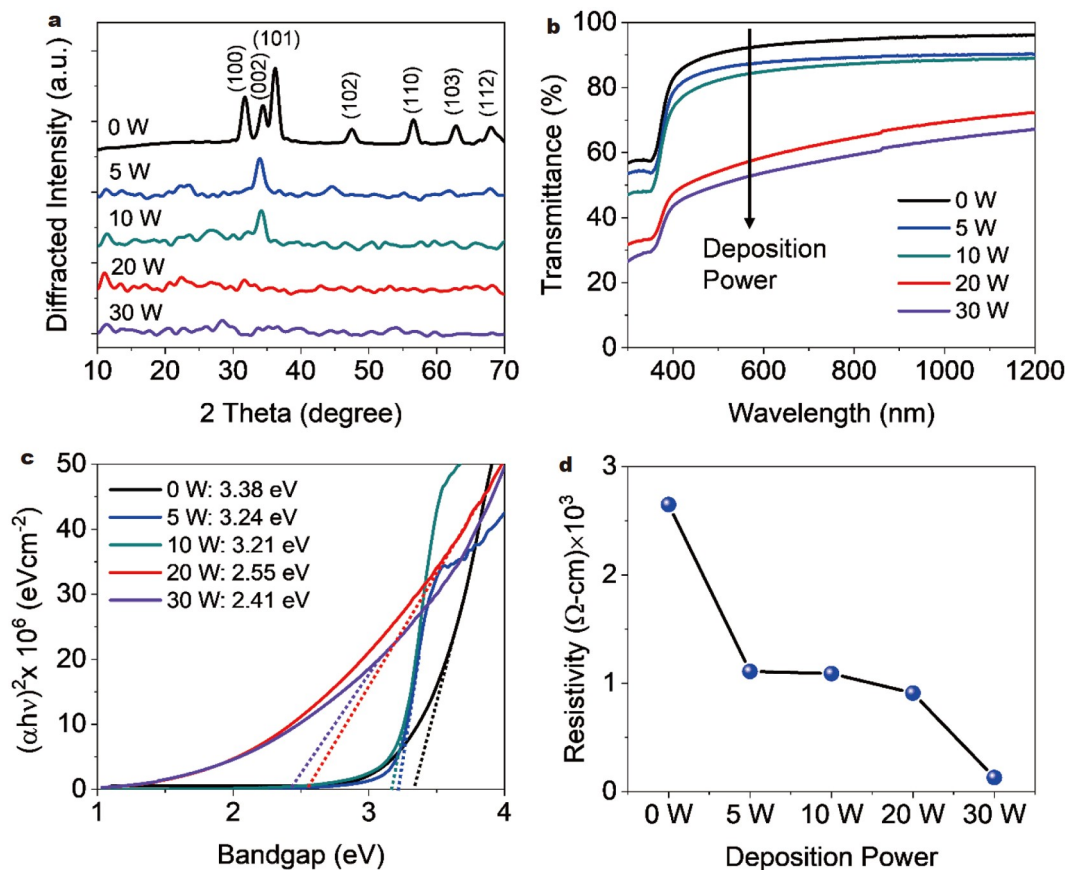 a
Diffracted Intensity (a.u.)
(100)
(002)
(101)
(102)
(110)
(103)
(112)
0 W
5 W
10 W
20 W
30 W
10 20 30 40 50 60 70
2 Theta (degree)
b
Transmittance (%)
100
80
60
40
20
0
Deposition
Power
0 W
5 W
10 W
20 W
30 W
400 600 800 1000 1200
Wavelength (nm)
c
(αhν)²x 10⁶ (eVcm⁻²)
50
40
30
20
10
0
0 W: 3.38 eV
5 W: 3.24 eV
10 W: 3.21 eV
20 W: 2.55 eV
30 W: 2.41 eV
1 2 3 4
Bandgap (eV)
d
Resistivity (Ω-cm)×10³
3
2
1
0
0 W 5 W 10 W 20 W 30 W
Deposition Power